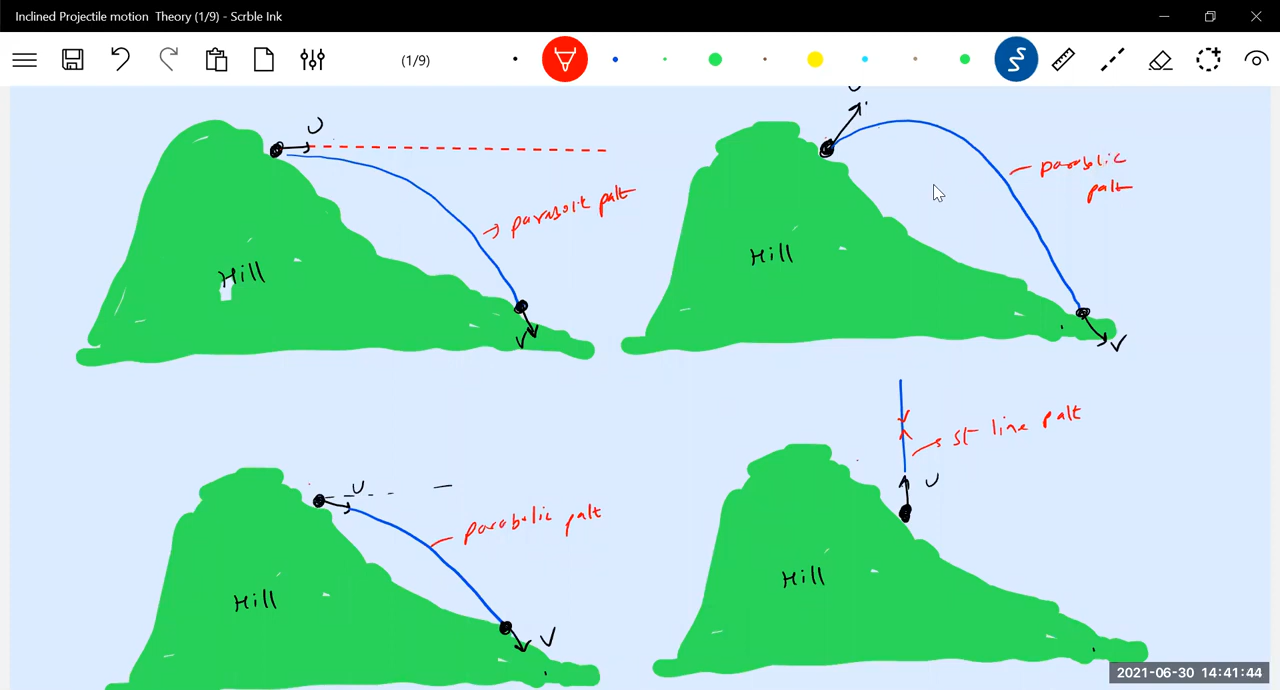 Inclined Projectile motion  Theory (1/9) - Scrble Ink
(1/9)
U
parabolic palt
Hill
V
U
parabolic
palt
Hill
V
U
parabolic palt
Hill
V
st line palt
U
Hill
2021-06-30 14:41:44